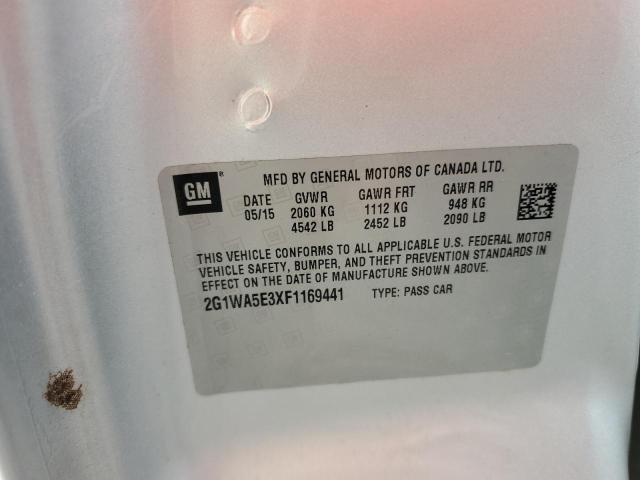 GM ®
MFD BY GENERAL MOTORS OF CANADA LTD.
DATE GVWR GAWR FRT GAWR RR
05/15 2060 KG 1112 KG 948 KG
4542 LB 2452 LB 2090 LB
THIS VEHICLE CONFORMS TO ALL APPLICABLE U.S. FEDERAL MOTOR
VEHICLE SAFETY, BUMPER, AND THEFT PREVENTION STANDARDS IN
EFFECT ON THE DATE OF MANUFACTURE SHOWN ABOVE.
2G1WA5E3XF1169441 TYPE: PASS CAR